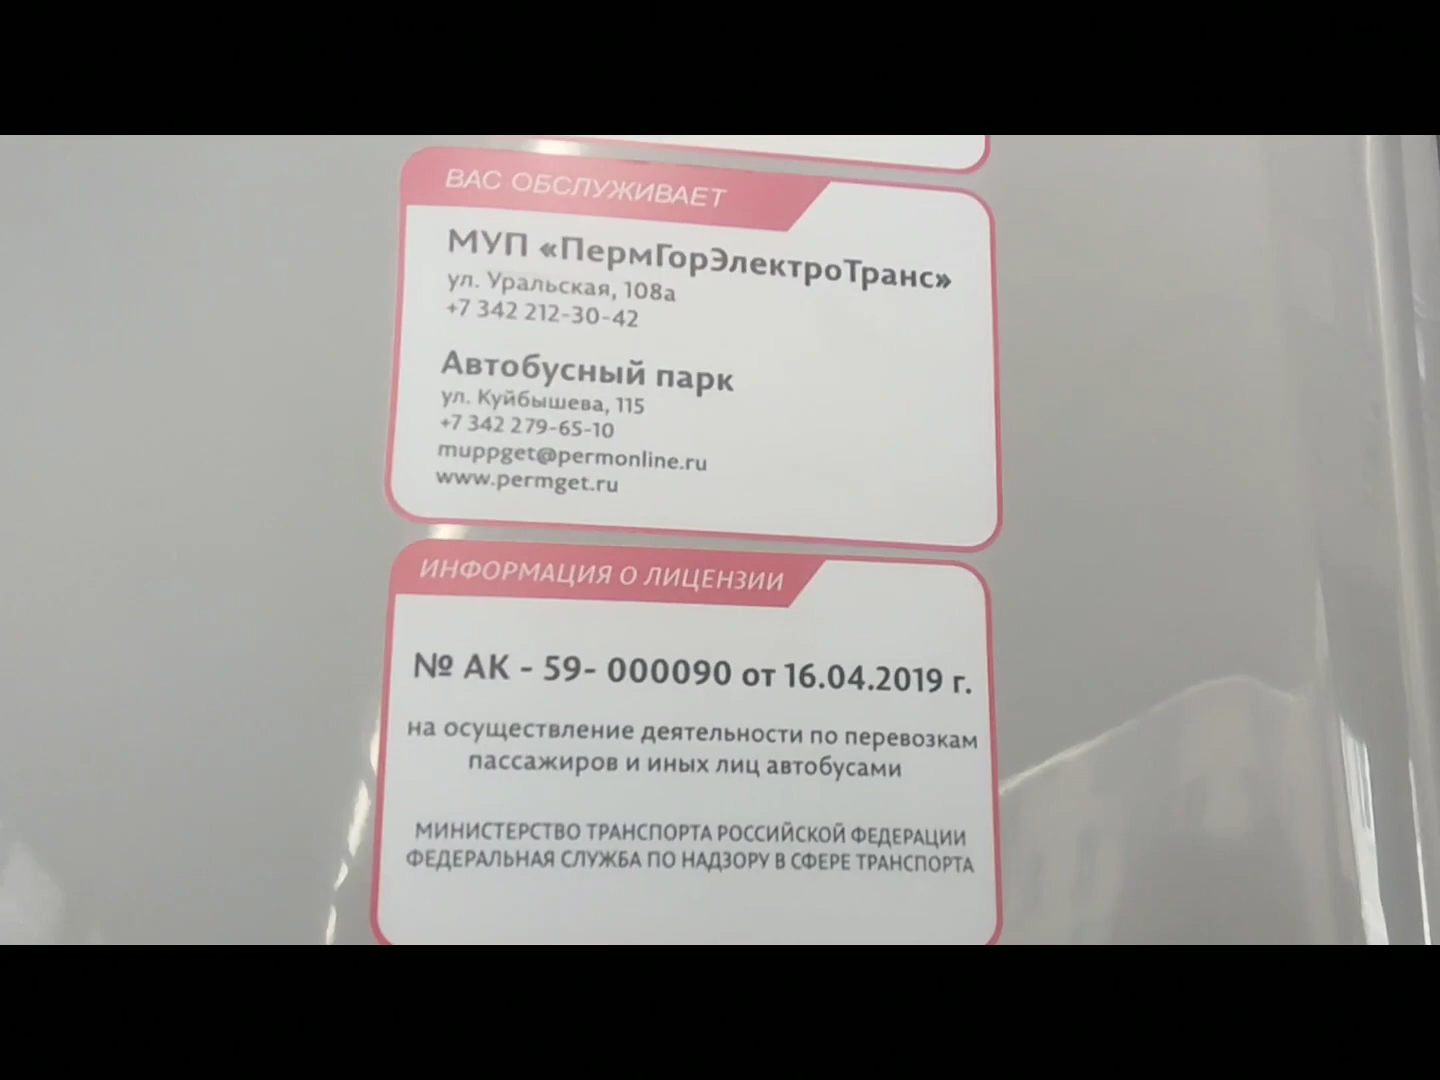 ВАС ОБСЛУЖИВАЕТ
МУП «ПермГорЭлектроТранс»
ул. Уральская, 108а
+7 342 212-30-42
Автобусный парк
ул. Куйбышева, 115
+7 342 279-65-10
muppget@permonline.ru
www.permget.ru
ИНФОРМАЦИЯ О ЛИЦЕНЗИИ
№ АК - 59- 000090 от 16.04.2019 г.
на осуществление деятельности по перевозкам
пассажиров и иных лиц автобусами
МИНИСТЕРСТВО ТРАНСПОРТА РОССИЙСКОЙ ФЕДЕРАЦИИ
ФЕДЕРАЛЬНАЯ СЛУЖБА ПО НАДЗОРУ В СФЕРЕ ТРАНСПОРТА